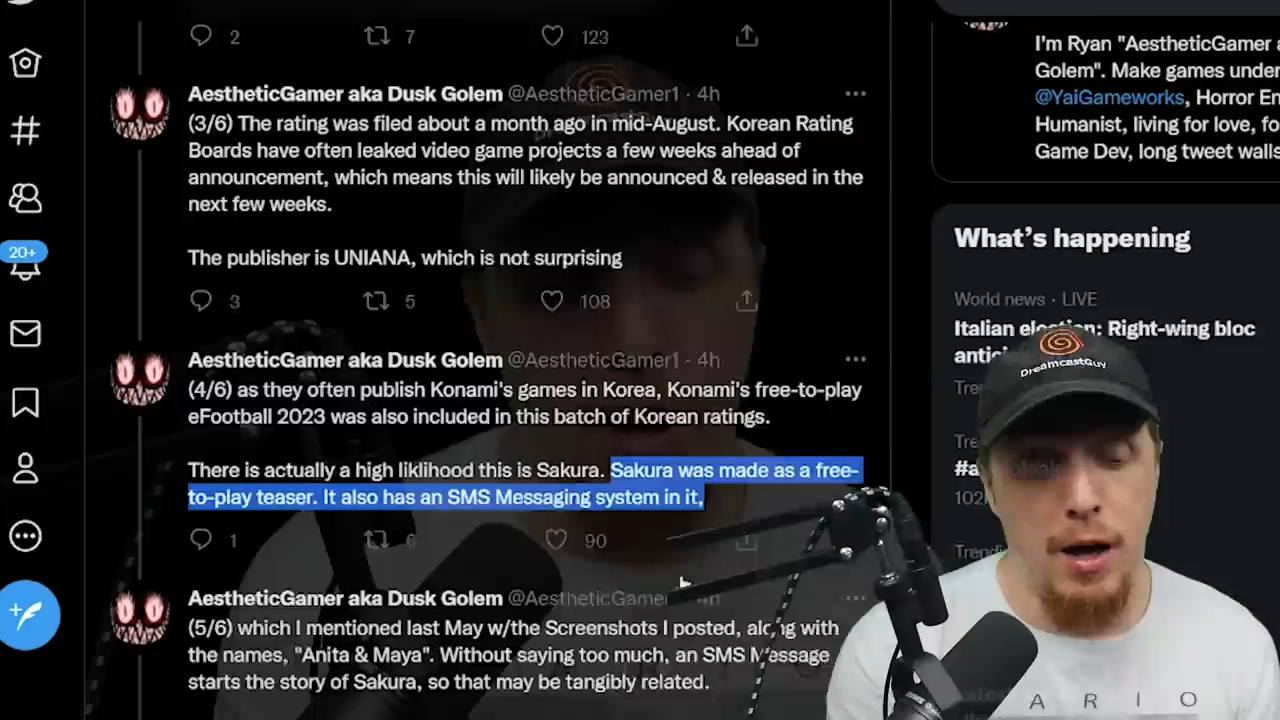 2 7 123
AestheticGamer aka Dusk Golem @AestheticGamer1 · 4h
(3/6) The rating was filed about a month ago in mid-August. Korean Rating
Boards have often leaked video game projects a few weeks ahead of
announcement, which means this will likely be announced & released in the
next few weeks.
The publisher is UNIANA, which is not surprising
3 5 108
AestheticGamer aka Dusk Golem @AestheticGamer1 · 4h
(4/6) as they often publish Konami's games in Korea, Konami's free-to-play
eFootball 2023 was also included in this batch of Korean ratings.
There is actually a high liklihood this is Sakura. Sakura was made as a free-
to-play teaser. It also has an SMS Messaging system in it,
1 6 90
AestheticGamer aka Dusk Golem 4h
(5/6) which I mentioned last May w/the Screenshots I posted, along with
the names, "Anita & Maya". Without saying too much, an SMS Message
starts the story of Sakura, so that may be tangibly related.
20+
I'm Ryan "AestheticGamer
Golem". Make games under
@YaiGameworks, Horror
Humanist, living for love,
Game Dev, long tweet
What's happening
World news · LIVE
Italian election: Right-wing bloc
DreamcastGuy
A R I O